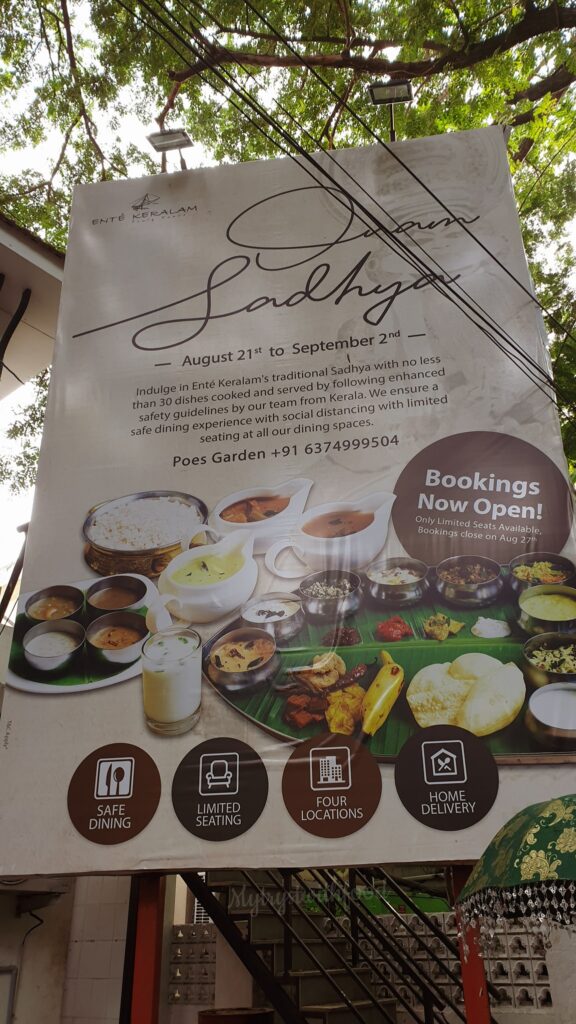 ENTÉ KERALAM
Onam
Sadhya
— August 21st to September 2nd —
Indulge in Enté Keralam's traditional Sadhya with no less
than 30 dishes cooked and served by following enhanced
safety guidelines by our team from Kerala. We ensure a
safe dining experience with social distancing with limited
seating at all our dining spaces.
Poes Garden +91 6374999504
Bookings
Now Open!
Only Limited Seats Available,
Bookings close on Aug 27th
SAFE
DINING
LIMITED
SEATING
FOUR
LOCATIONS
HOME
DELIVERY
Mytrystwithfood